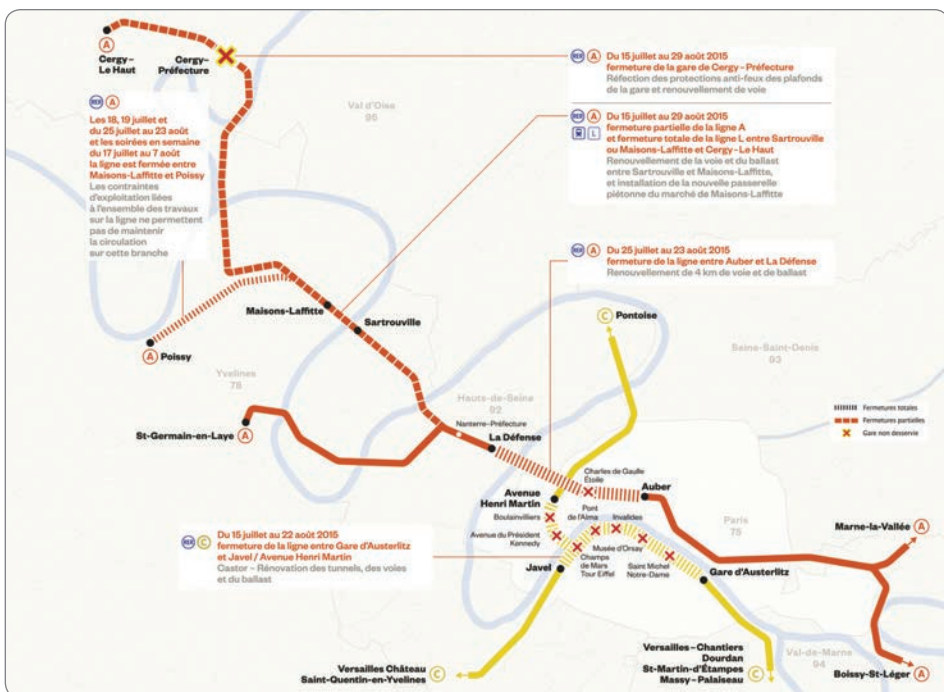 A
Cergy–
Le Haut
Cergy–
Préfecture
RER A
Les 18, 19 juillet et
du 25 juillet au 23 août
et les soirées en semaine
du 17 juillet au 7 août
la ligne est fermée entre
Maisons-Laffitte et Poissy
Les contraintes
d'exploitation liées
à l'ensemble des travaux
sur la ligne ne permettent
pas de maintenir
la circulation
sur cette branche
Val d'Oise
95
RER A
Du 15 juillet au 29 août 2015
fermeture de la gare de Cergy–Préfecture
Réfection des protections anti-feux des plafonds
de la gare et renouvellement de voie
RER A
L
Du 15 juillet au 29 août 2015
fermeture partielle de la ligne A
et fermeture totale de la ligne L entre Sartrouville
ou Maisons-Laffitte et Cergy–Le Haut
Renouvellement de la voie et du ballast
entre Sartrouville et Maisons-Laffitte,
et installation de la nouvelle passerelle
piétonne du marché de Maisons-Laffitte
RER A
Du 25 juillet au 23 août 2015
fermeture de la ligne entre Auber et La Défense
Renouvellement de 4 km de voie et de ballast
Maisons-Laffitte
Sartrouville
A Poissy
Yvelines
78
C Pontoise
Seine-Saint-Denis
93
Hauts-de-Seine
92
St-Germain-en-Laye A
Nanterre–Préfecture
La Défense
Fermetures totales
Fermetures partielles
Gare non desservie
Charles de Gaulle
Étoile
Auber
Avenue
Henri Martin
Boulainvilliers
Pont
de l'Alma
Invalides
Avenue du Président
Kennedy
Musée d'Orsay
Paris
75
Marne-la-Vallée A
RER C
Du 15 juillet au 22 août 2015
fermeture de la ligne entre Gare d'Austerlitz
et Javel / Avenue Henri Martin
Castor – Rénovation des tunnels, des voies
et du ballast
Javel
Champs
de Mars
Tour Eiffel
Saint Michel
Notre-Dame
Gare d'Austerlitz
Versailles Château
Saint-Quentin-en-Yvelines
C
Versailles–Chantiers
Dourdan
St-Martin-d'Étampes
Massy–Palaiseau
C
Val-de-Marne
94
Boissy-St-Léger A